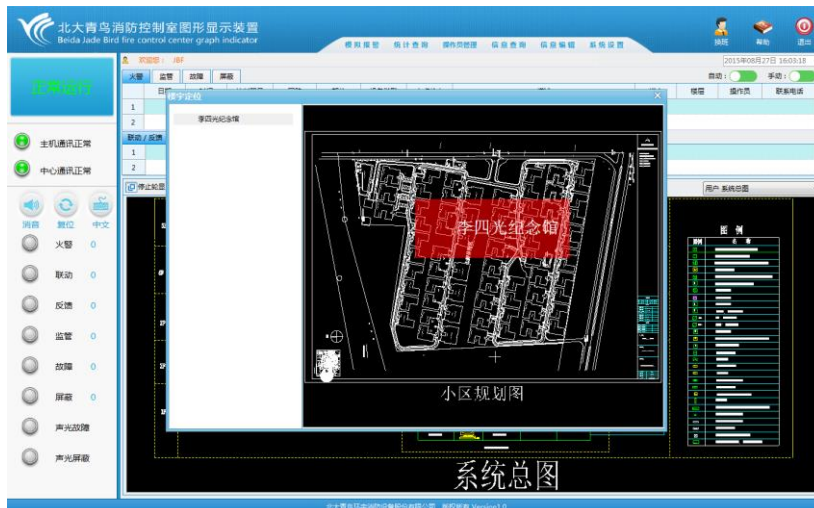 北大青鸟消防控制室图形显示装置
Beida Jade Bird fire control center graph indicator
模拟报警 统计查询 操作员管理 信息查询 信息编辑 系统设置
换班 帮助 退出
欢迎您： JBF
2015年08月27日 16:03:18
正常运行
火警 监管 故障 屏蔽
自动： 手动：
楼层 操作员 联系电话
楼宇定位
1
李四光纪念馆
2
联动 / 反馈
主机通讯正常
1
中心通讯正常
2
停止轮显
用户 系统总图
消音 复位 中文
李四光纪念馆
图 例
火警 0
联动 0
反馈 0
监管 0
故障 0
屏蔽 0
小区规划图
声光故障
声光屏蔽
系统总图